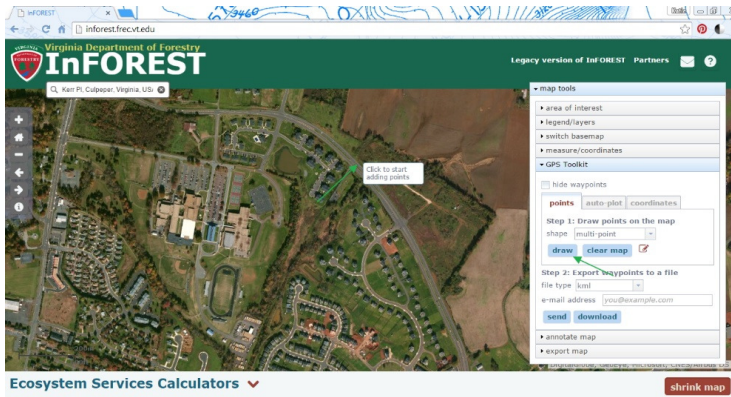 InFOREST
3460
inforest.frec.vt.edu
Virginia Department of Forestry
InFOREST
Legacy version of InFOREST Partners
Kerr Pl, Culpeper, Virginia, US
Click to start
adding points
map tools
area of interest
legend/layers
switch basemap
measure/coordinates
GPS Toolkit
hide waypoints
points auto-plot coordinates
Step 1: Draw points on the map
shape multi-point
draw clear map
Step 2: Export waypoints to a file
file type kml
e-mail address you@example.com
send download
annotate map
export map
Ecosystem Services Calculators
shrink map